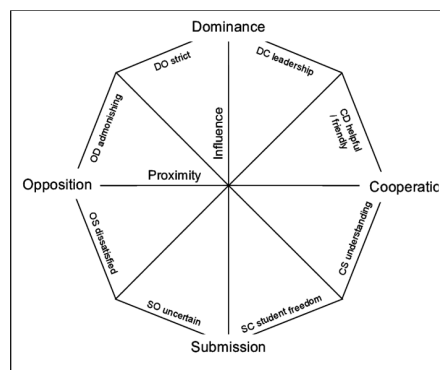 Dominance
DO strict
DC leadership
OD admonishing
CD helpful
/ friendly
Influence
Proximity
Opposition
Cooperatic
OS dissatisfied
CS understanding
SO uncertain
SC student freedom
Submission